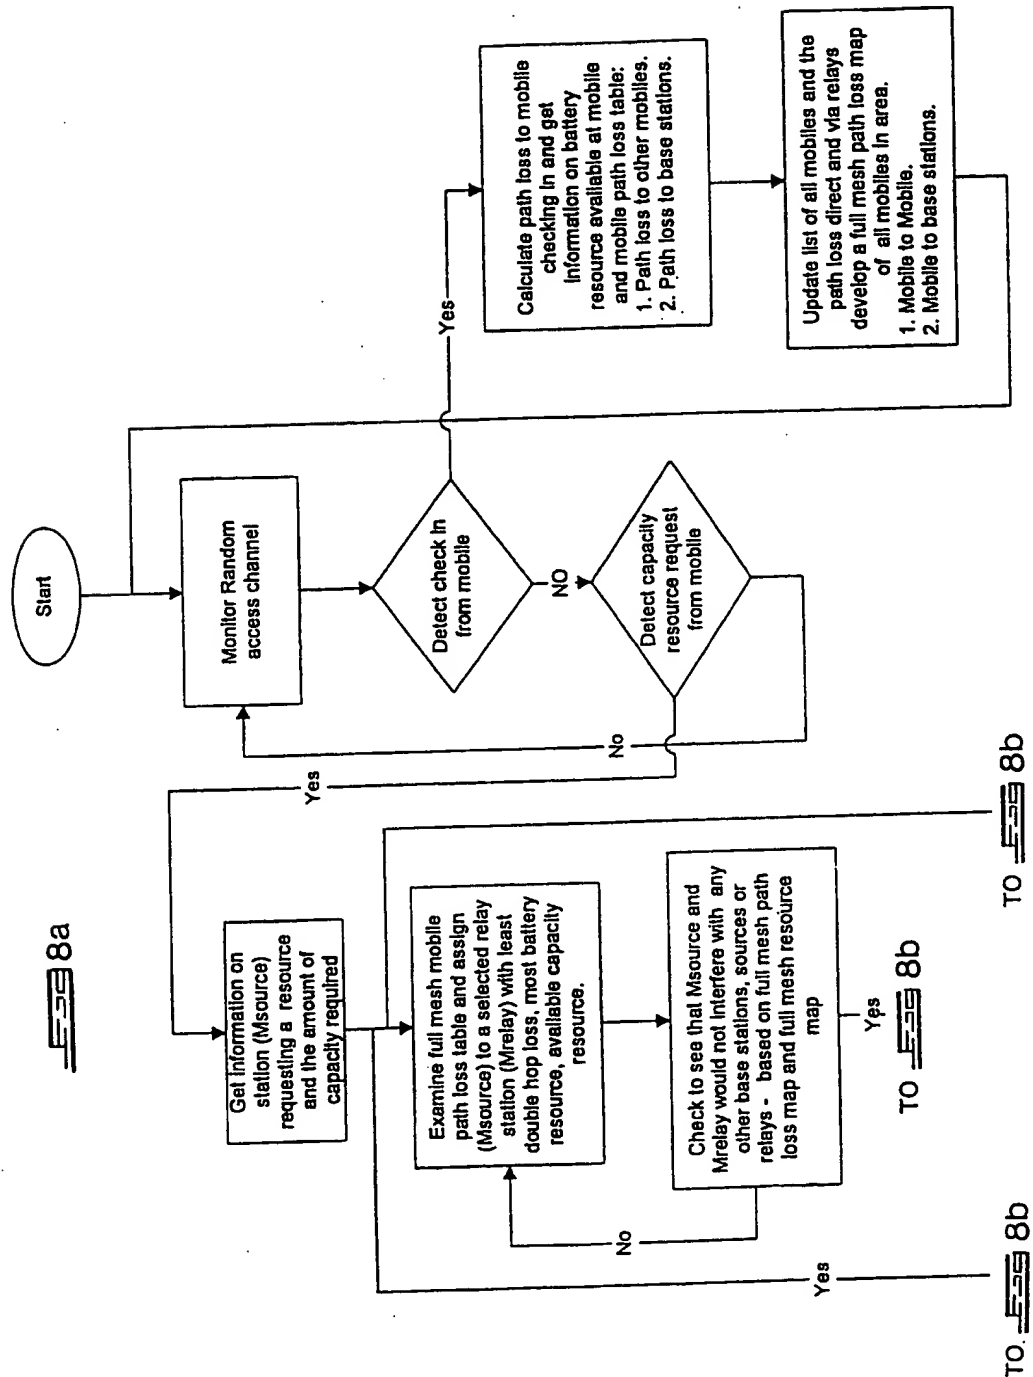 Fig 8a
Start
Monitor Random
access channel
Detect check in
from mobile
Yes
NO
Calculate path loss to mobile
checking in and get
information on battery
resource available at mobile
and mobile path loss table:
1. Path loss to other mobiles.
2. Path loss to base stations.
Update list of all mobiles and the
path loss direct and via relays
develop a full mesh path loss map
of all mobiles in area.
1. Mobile to Mobile.
2. Mobile to base stations.
Detect capacity
resource request
from mobile
No
Yes
Get information on
station (Msource)
requesting a resource
and the amount of
capacity required
Examine full mesh mobile
path loss table and assign
(Msource) to a selected relay
station (Mrelay) with least
double hop loss, most battery
resource, available capacity
resource.
Check to see that Msource and
Mrelay would not interfere with any
other base stations, sources or
relays - based on full mesh path
loss map and full mesh resource
map
No
Yes
Yes
TO. Fig 8b
TO Fig 8b
TO Fig 8b